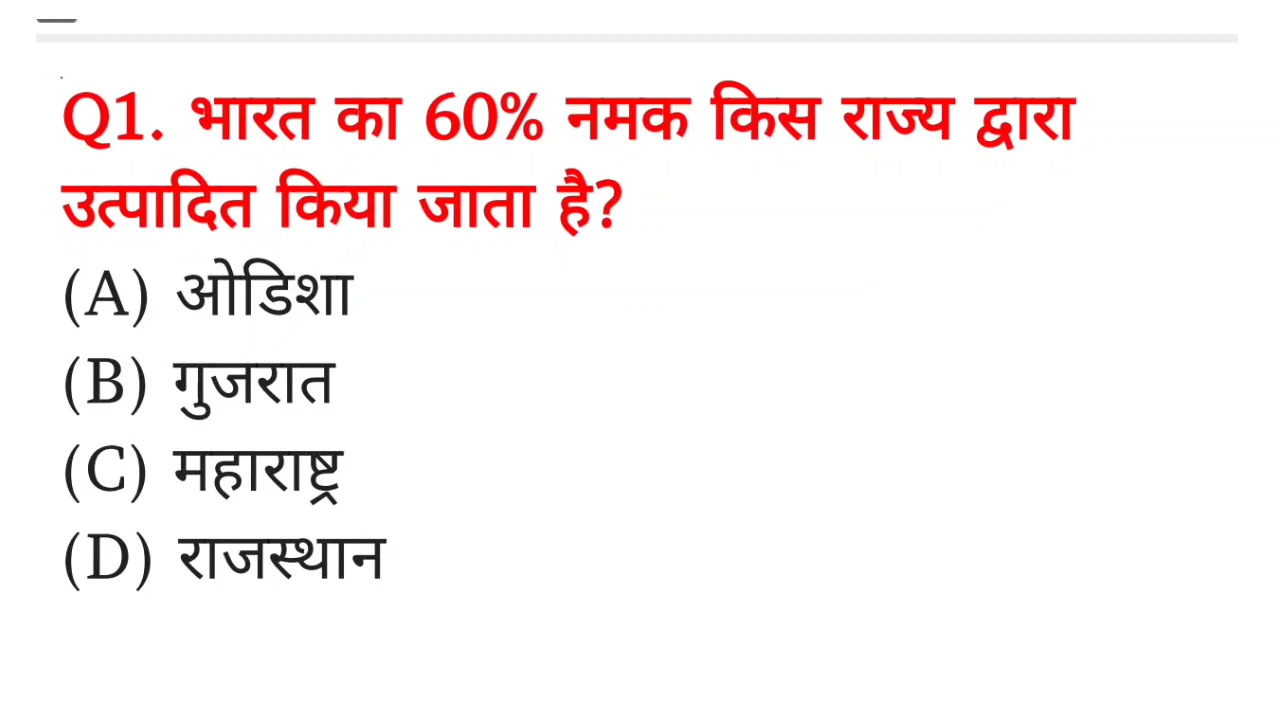 Q1. भारत का 60% नमक किस राज्य द्वारा
उत्पादित किया जाता है?
(A) ओडिशा
(B) गुजरात
(C) महाराष्ट्र
(D) राजस्थान